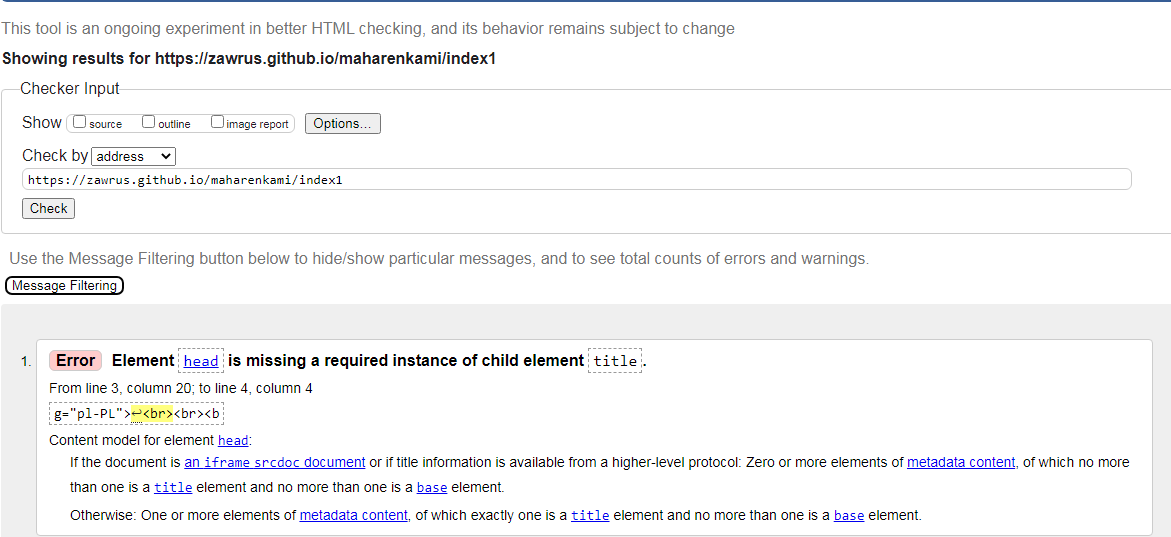 This tool is an ongoing experiment in better HTML checking, and its behavior remains subject to change
Showing results for https://zawrus.github.io/maharenkami/index1
Checker Input
Show source outline image report Options...
Check by address
https://zawrus.github.io/maharenkami/index1
Check
Use the Message Filtering button below to hide/show particular messages, and to see total counts of errors and warnings.
Message Filtering
1. Error Element head is missing a required instance of child element title.
From line 3, column 20; to line 4, column 4
g="pl-PL">↩<br><br><b
Content model for element head:
If the document is an iframe srcdoc document or if title information is available from a higher-level protocol: Zero or more elements of metadata content, of which no more
than one is a title element and no more than one is a base element.
Otherwise: One or more elements of metadata content, of which exactly one is a title element and no more than one is a base element.